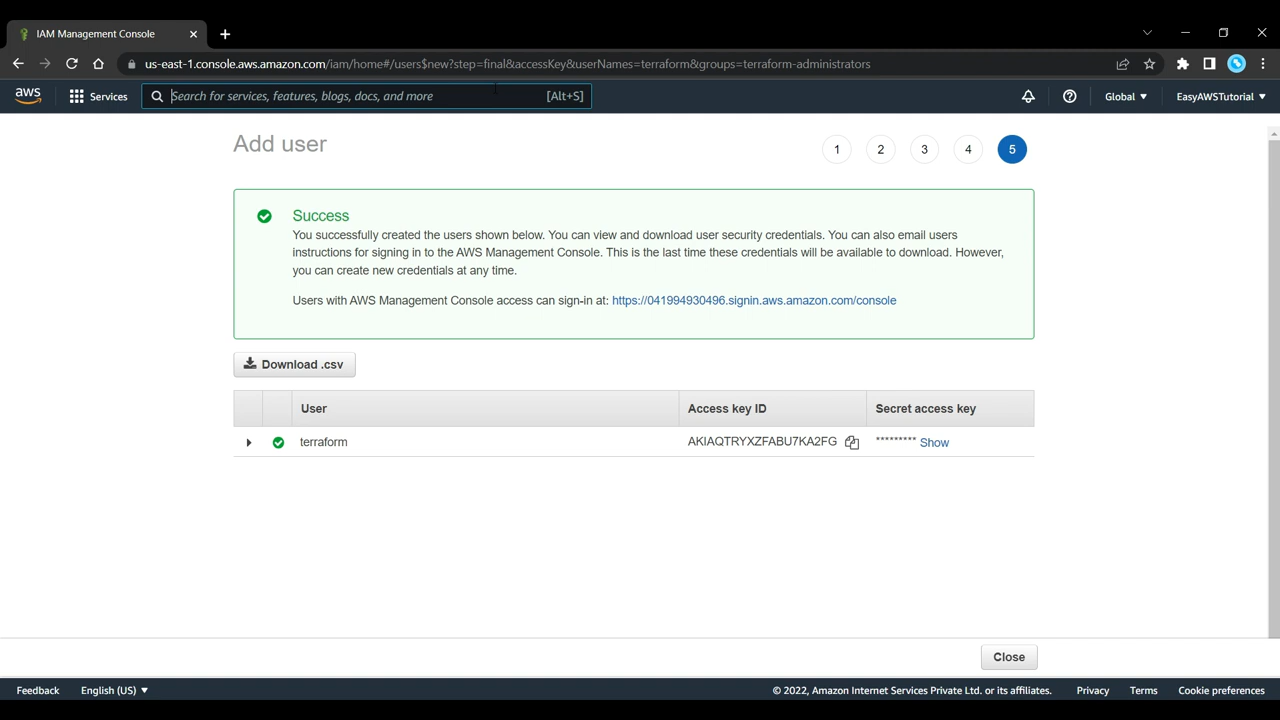 IAM Management Console
us-east-1.console.aws.amazon.com/iam/home#/users$new?step=final&accessKey&userNames=terraform&groups=terraform-administrators
aws Services Search for services, features, blogs, docs, and more [Alt+S] Global EasyAWSTutorial
Add user 1 2 3 4 5
Success
You successfully created the users shown below. You can view and download user security credentials. You can also email users
instructions for signing in to the AWS Management Console. This is the last time these credentials will be available to download. However,
you can create new credentials at any time.
Users with AWS Management Console access can sign-in at: https://041994930496.signin.aws.amazon.com/console
Download .csv
User Access key ID Secret access key
terraform AKIAQTRYXZFABU7KA2FG ********* Show
Close
Feedback English (US) © 2022, Amazon Internet Services Private Ltd. or its affiliates. Privacy Terms Cookie preferences